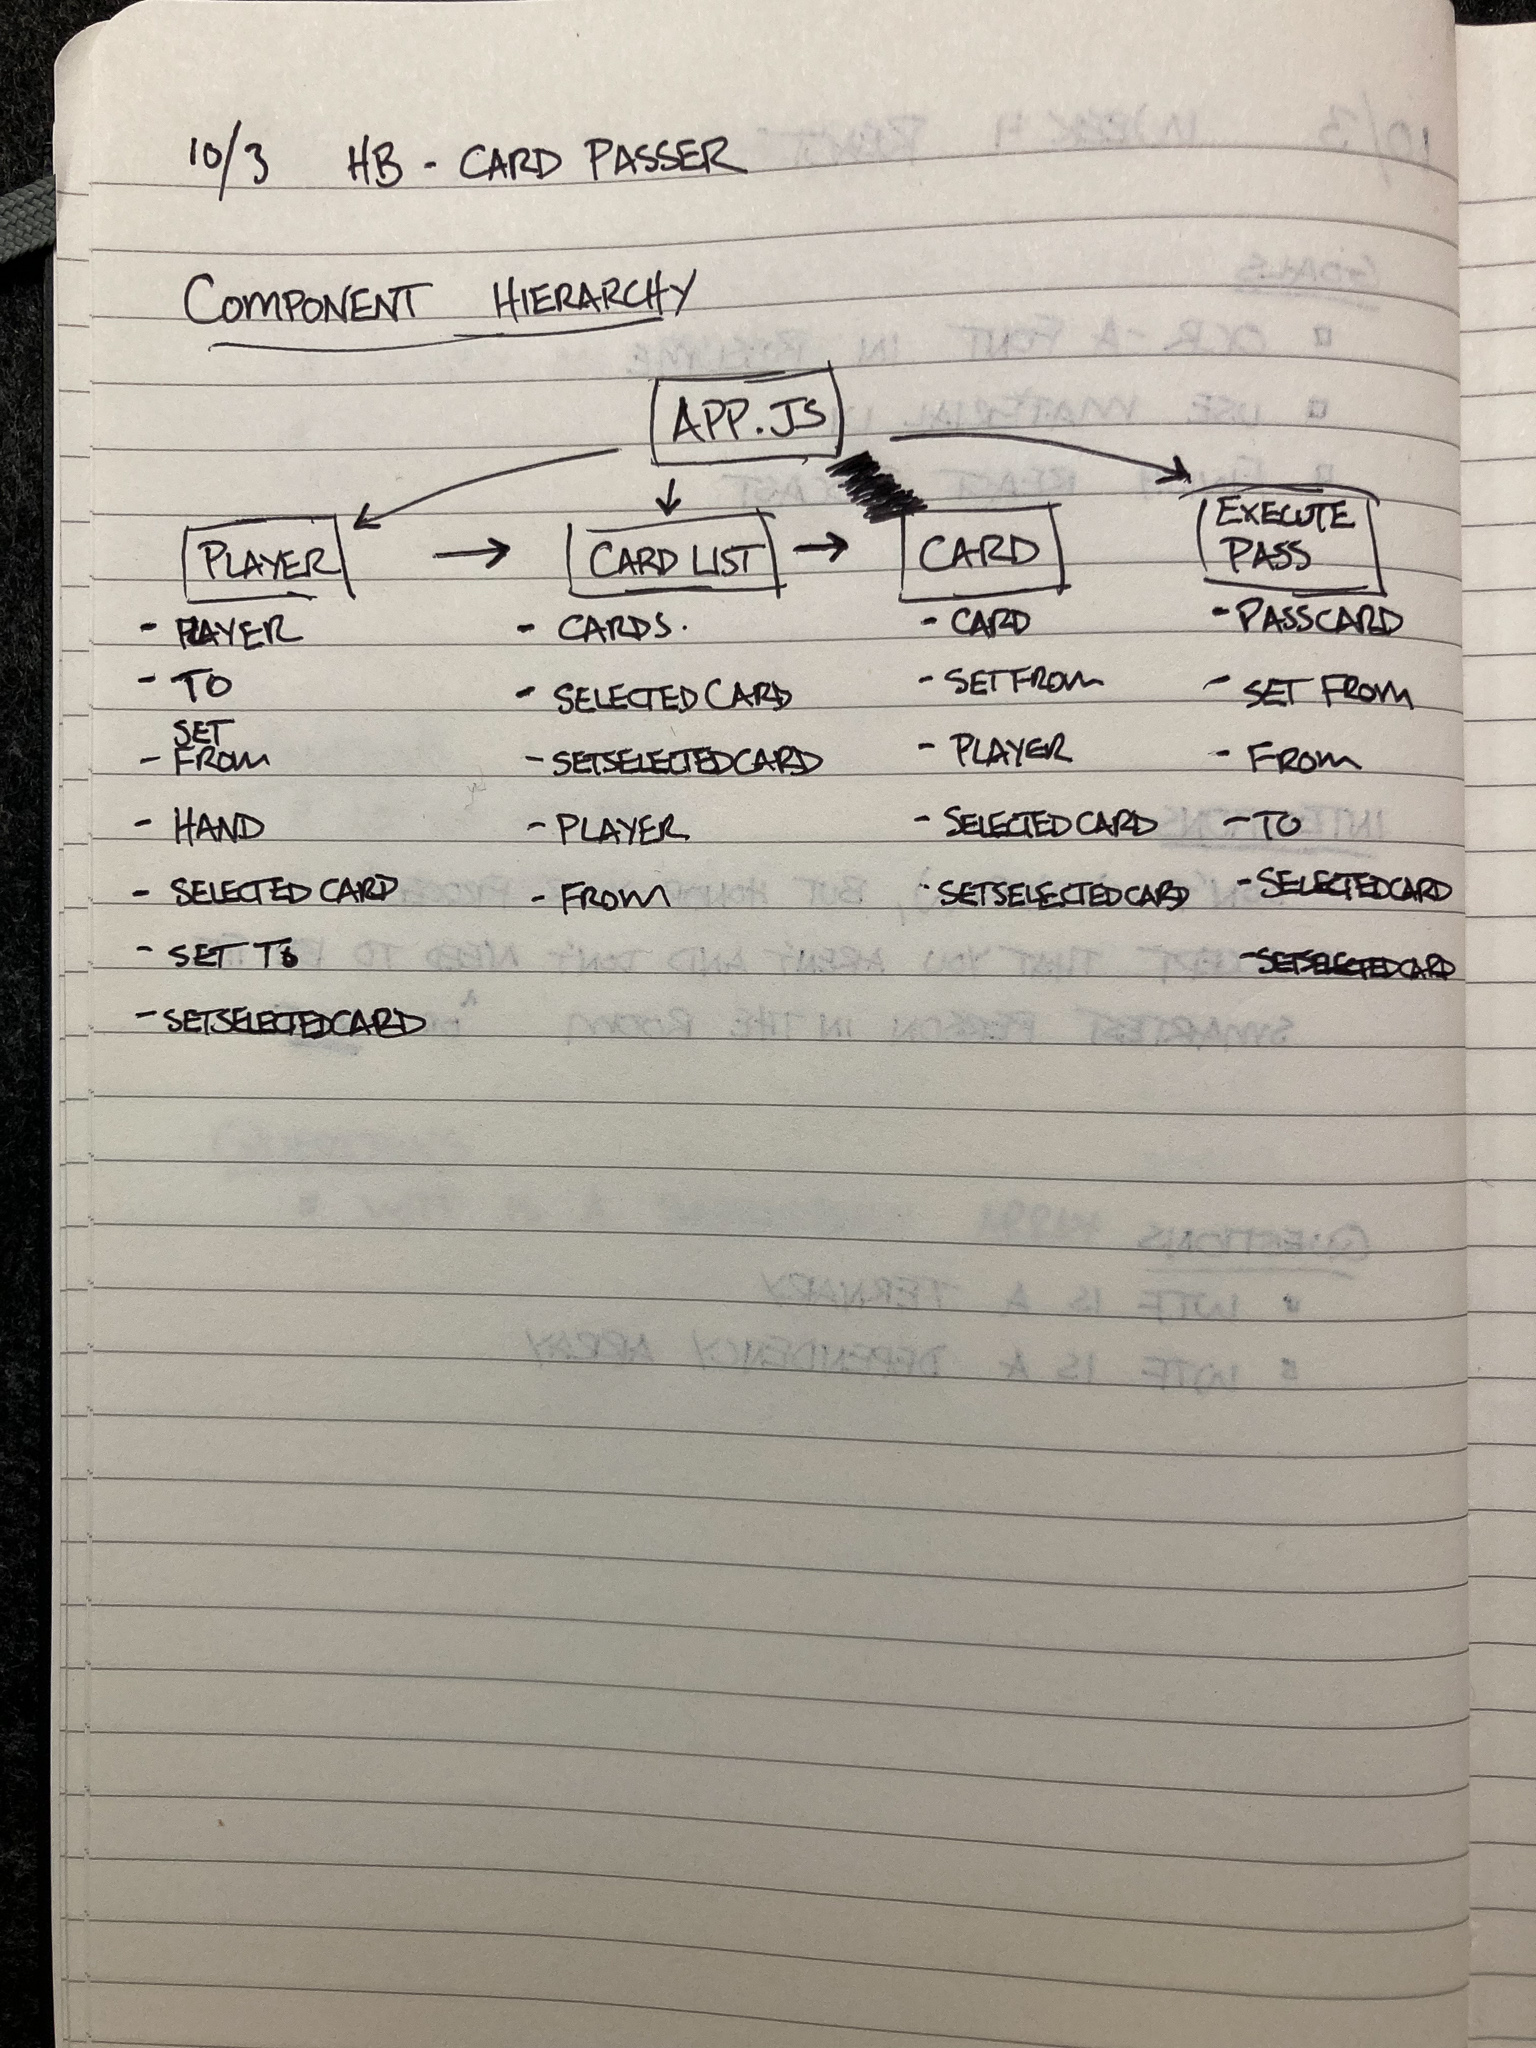 10/3 HB - CARD PASSER
COMPONENT HIERARCHY
APP.JS
PLAYER
- PLAYER
- TO
- SET FROM
- HAND
- SELECTED CARD
- SET TO
- SETSELECTEDCARD
CARD LIST
- CARDS.
- SELECTED CARD
- SETSELECTEDCARD
- PLAYER
- FROM
CARD
- CARD
- SETFROM
- PLAYER
- SELECTED CARD
- SETSELECTEDCARD
EXECUTE
PASS
- PASSCARD
- SET FROM
- FROM
- TO
- SELECTEDCARD
- SETSELECTEDCARD